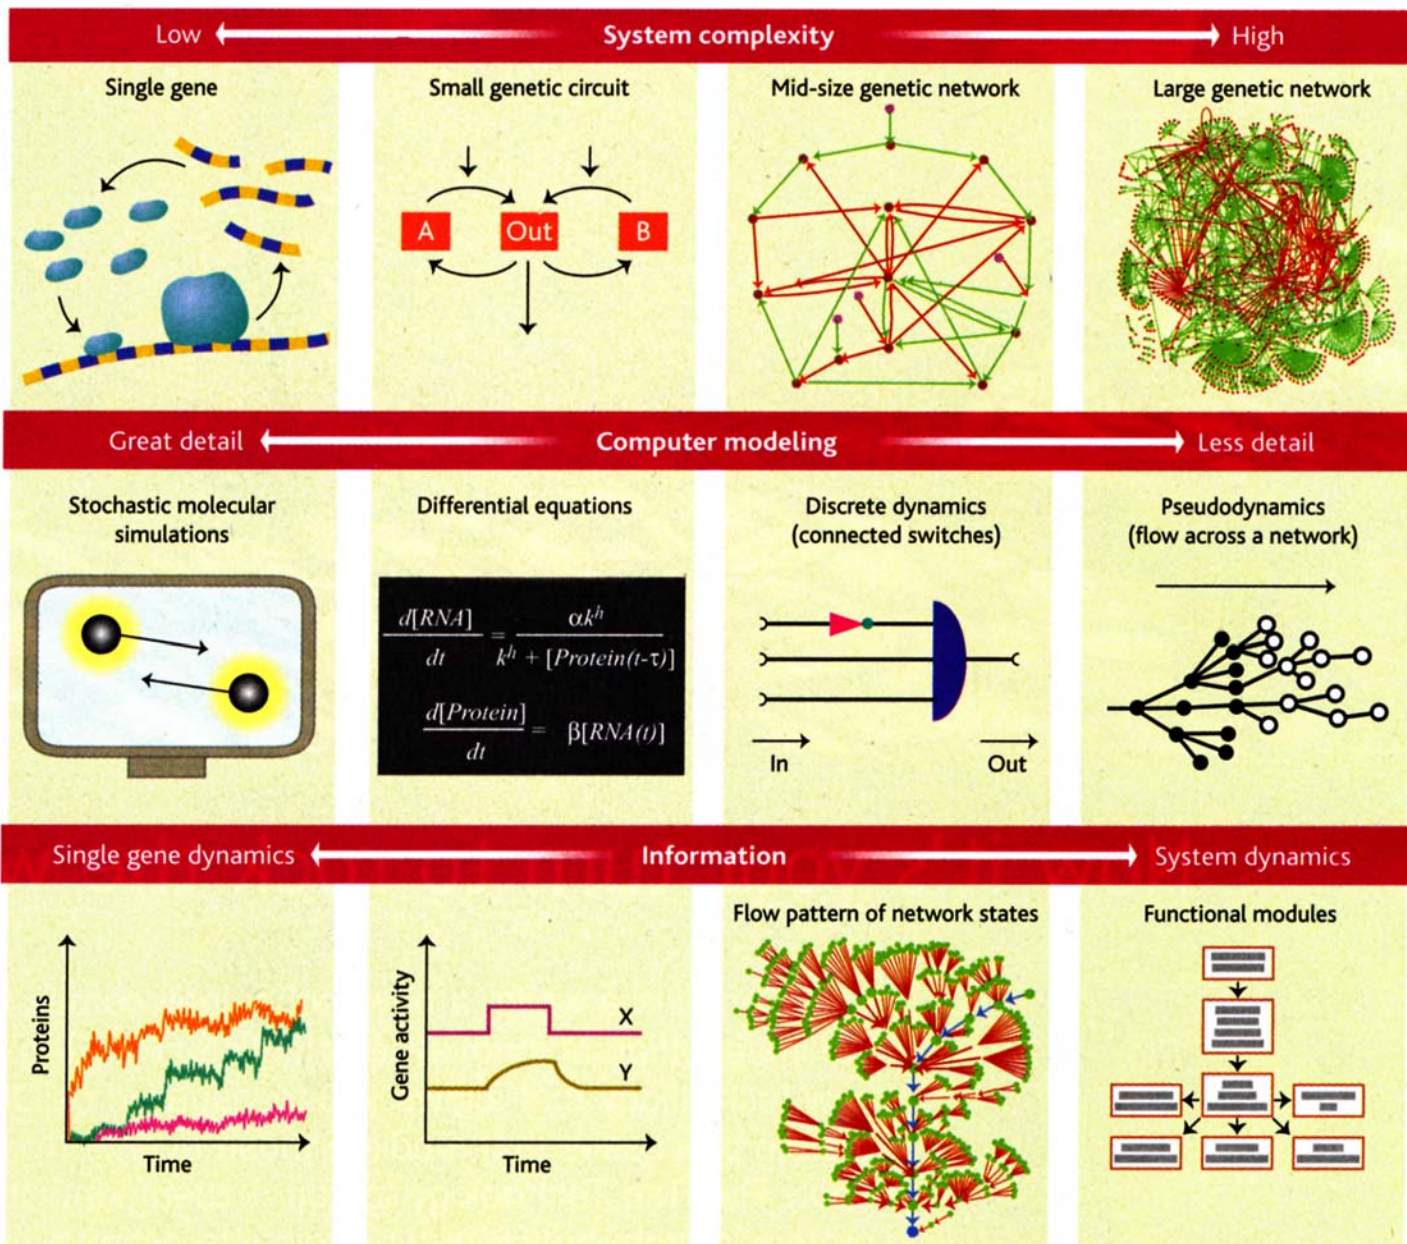 Low System complexity High
Single gene
Small genetic circuit
Mid-size genetic network
Large genetic network
A Out B
Great detail Computer modeling Less detail
Stochastic molecular
simulations
Differential equations
Discrete dynamics
(connected switches)
Pseudodynamics
(flow across a network)
d[RNA]/dt = αkʰ/kʰ + [Protein(t-τ)]
d[Protein]/dt = β[RNA(t)]
In Out
Single gene dynamics Information System dynamics
Flow pattern of network states
Functional modules
Proteins
Time
Gene activity
X
Y
Time